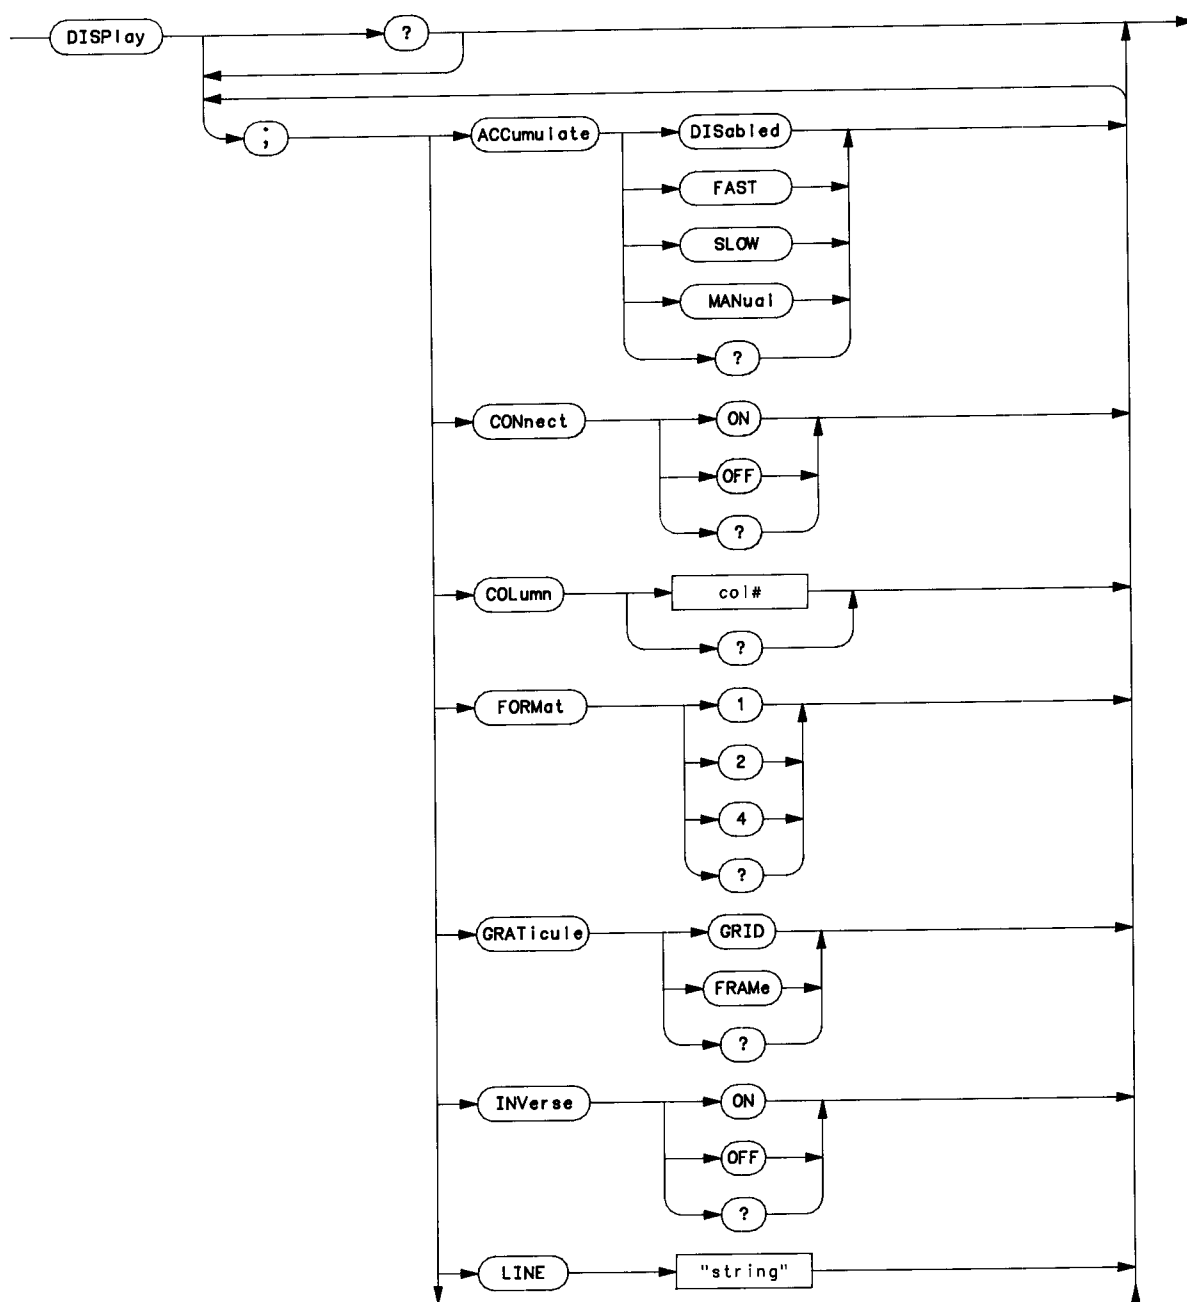 DISPlay ?
;
ACCumulate DISabled
FAST
SLOW
MANual
?
CONnect ON
OFF
?
COLumn col#
?
FORMat 1
2
4
?
GRATicule GRID
FRAMe
?
INVerse ON
OFF
?
LINE "string"